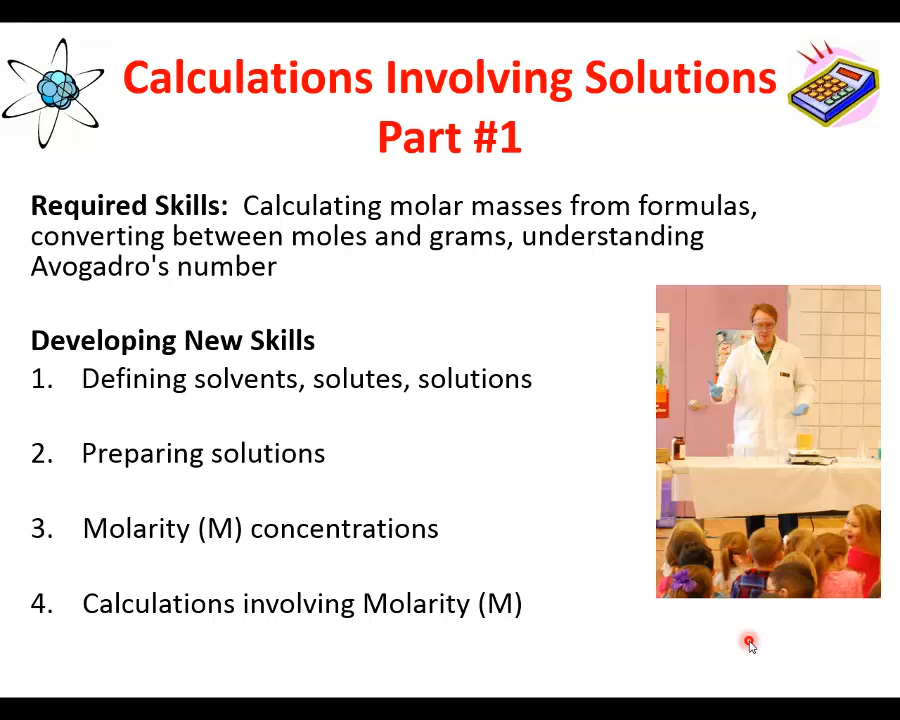 Calculations Involving Solutions
Part #1
Required Skills: Calculating molar masses from formulas,
converting between moles and grams, understanding
Avogadro's number
Developing New Skills
1. Defining solvents, solutes, solutions
2. Preparing solutions
3. Molarity (M) concentrations
4. Calculations involving Molarity (M)